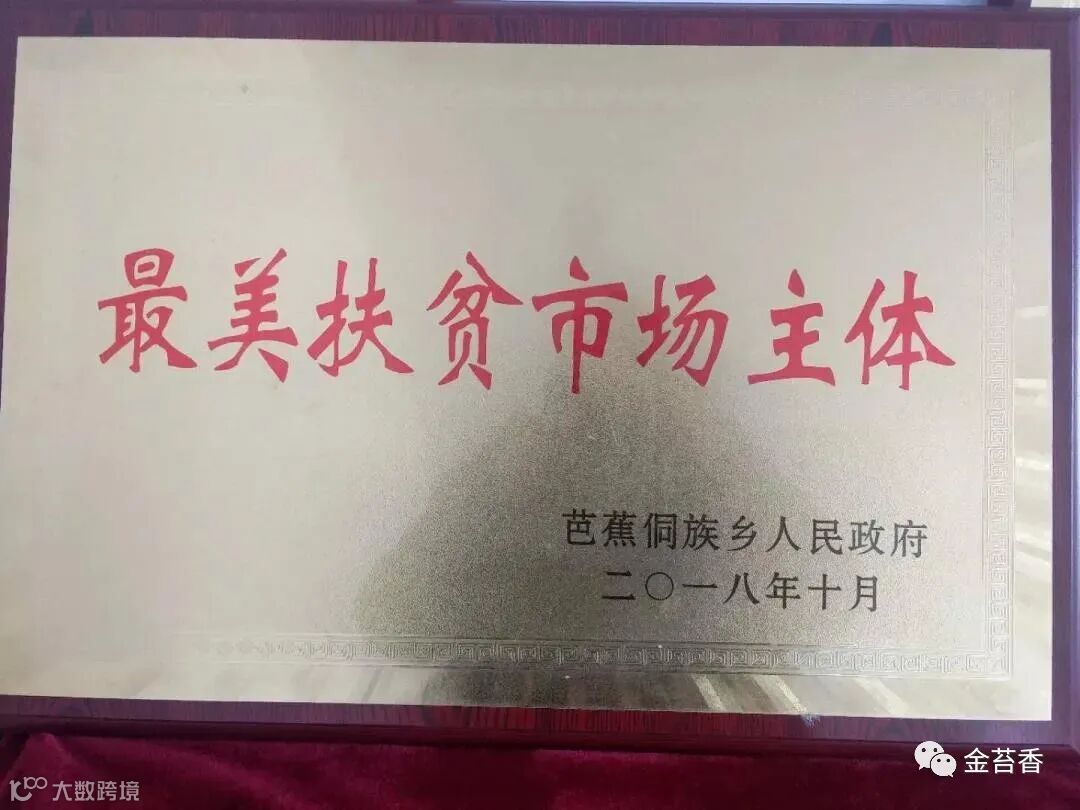 最美扶贫市场主体
芭蕉侗族乡人民政府
二〇一八年十月
金苔香
大数跨境